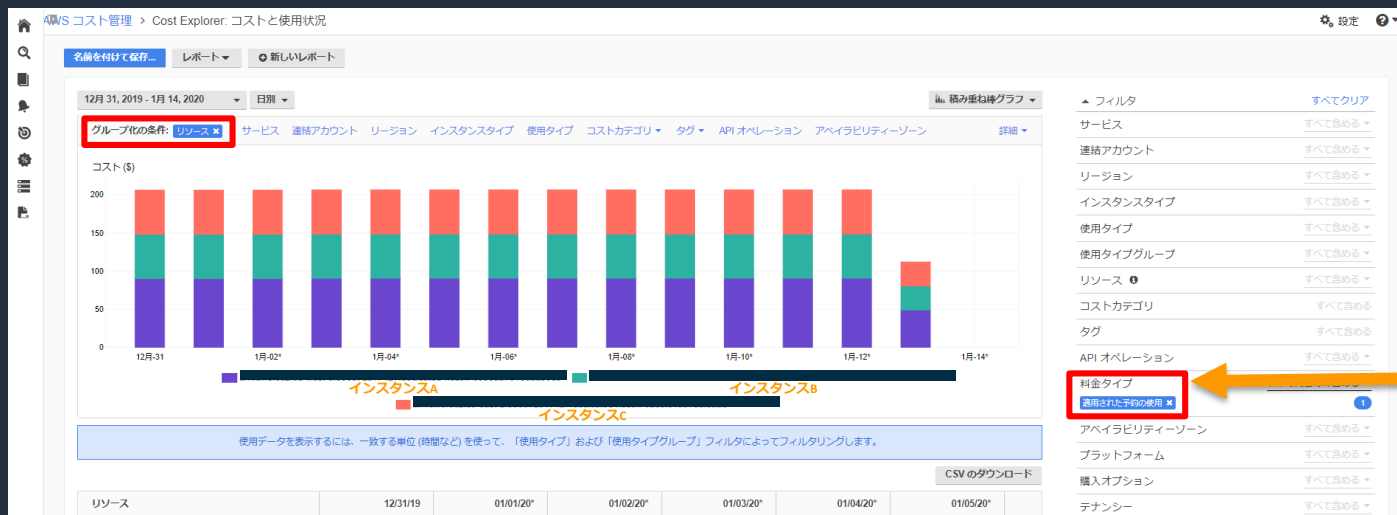 AWS コスト管理 > Cost Explorer: コストと使用状況
設定
名前を付けて保存... レポート 新しいレポート
12月 31, 2019 - 1月 14, 2020 日別 積み重ね棒グラフ
グループ化の条件: リソース × サービス 連結アカウント リージョン インスタンスタイプ 使用タイプ コストカテゴリ タグ API オペレーション アベイラビリティーゾーン 詳細
コスト ($)
200
150
100
50
0
12月-31 1月-02* 1月-04* 1月-06* 1月-08* 1月-10* 1月-12* 1月-14*
インスタンスA インスタンスB
インスタンスC
使用データを表示するには、一致する単位 (時間など) を使って、「使用タイプ」および「使用タイプグループ」フィルタによってフィルタリングします。
CSV のダウンロード
リソース 12/31/19 01/01/20* 01/02/20* 01/03/20* 01/04/20* 01/05/20*
フィルタ すべてクリア
サービス すべて含める
連結アカウント すべて含める
リージョン すべて含める
インスタンスタイプ すべて含める
使用タイプ すべて含める
使用タイプグループ すべて含める
リソース すべて含める
コストカテゴリ すべて含める
タグ すべて含める
API オペレーション すべて含める
料金タイプ
適用された予約の使用 × 1
アベイラビリティーゾーン すべて含める
プラットフォーム すべて含める
購入オプション すべて含める
テナンシー すべて含める